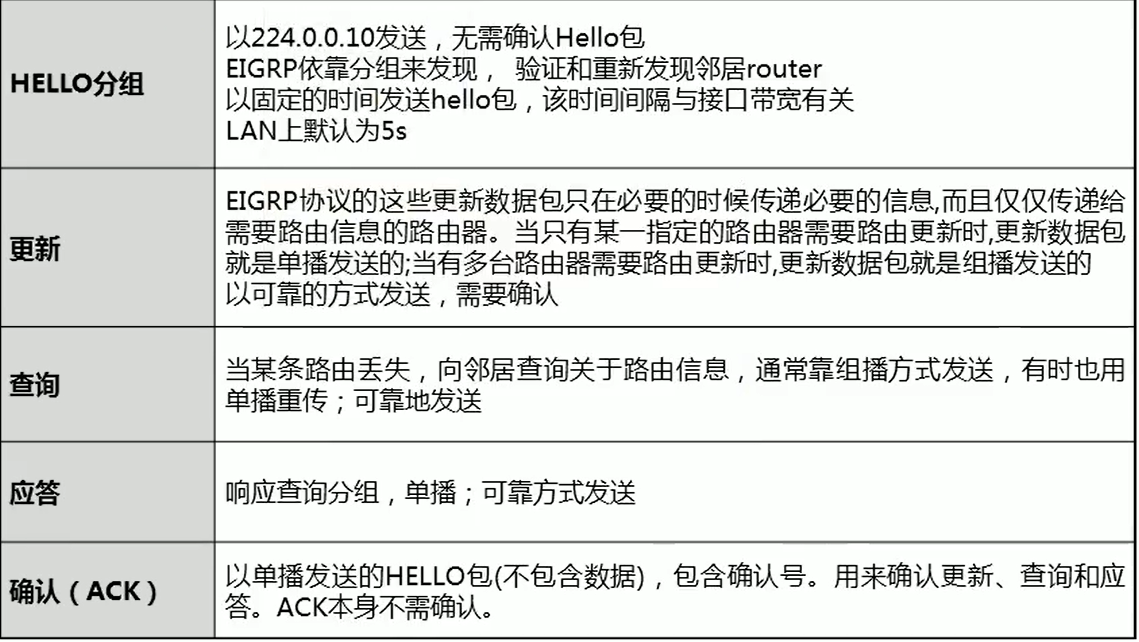 HELLO分组
以224.0.0.10发送，无需确认Hello包
EIGRP依靠分组来发现， 验证和重新发现邻居router
以固定的时间发送hello包，该时间间隔与接口带宽有关
LAN上默认为5s
更新
EIGRP协议的这些更新数据包只在必要的时候传递必要的信息,而且仅仅传递给
需要路由信息的路由器。当只有某一指定的路由器需要路由更新时,更新数据包
就是单播发送的;当有多台路由器需要路由更新时,更新数据包就是组播发送的
以可靠的方式发送，需要确认
查询
当某条路由丢失，向邻居查询关于路由信息，通常靠组播方式发送，有时也用
单播重传；可靠地发送
应答
响应查询分组，单播；可靠方式发送
确认（ACK）
以单播发送的HELLO包(不包含数据)，包含确认号。用来确认更新、查询和应
答。ACK本身不需确认。